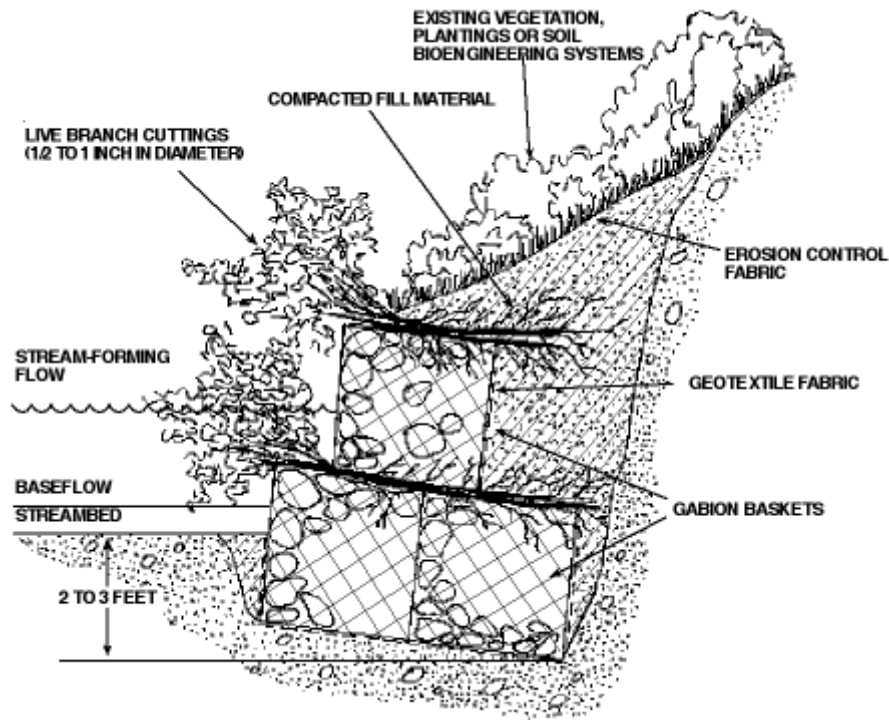 EXISTING VEGETATION,
PLANTINGS OR SOIL
BIOENGINEERING SYSTEMS
COMPACTED FILL MATERIAL
LIVE BRANCH CUTTINGS
(1/2 TO 1 INCH IN DIAMETER)
EROSION CONTROL
FABRIC
STREAM-FORMING
FLOW
GEOTEXTILE FABRIC
BASEFLOW
GABION BASKETS
STREAMBED
2 TO 3 FEET